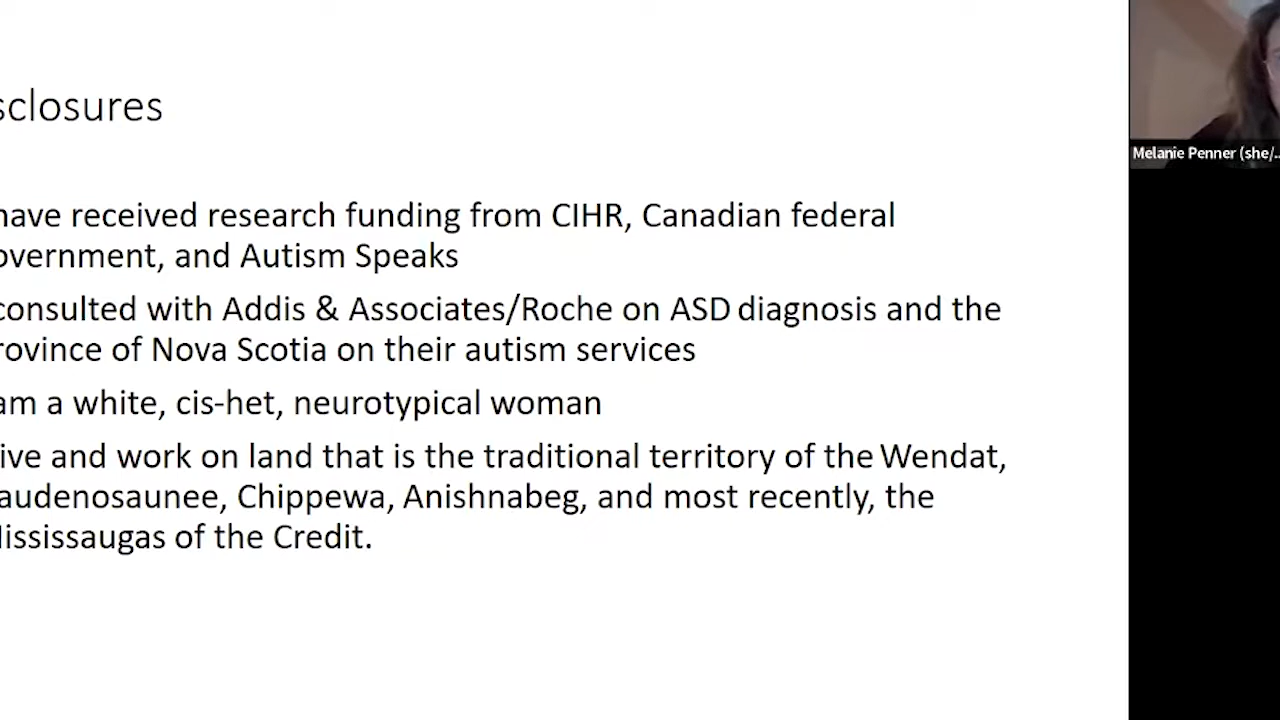 sclosures
have received research funding from CIHR, Canadian federal
overnment, and Autism Speaks
consulted with Addis & Associates/Roche on ASD diagnosis and the
rovince of Nova Scotia on their autism services
am a white, cis-het, neurotypical woman
ive and work on land that is the traditional territory of the Wendat,
audenosaunee, Chippewa, Anishnabeg, and most recently, the
ississaugas of the Credit.
Melanie Penner (she/...